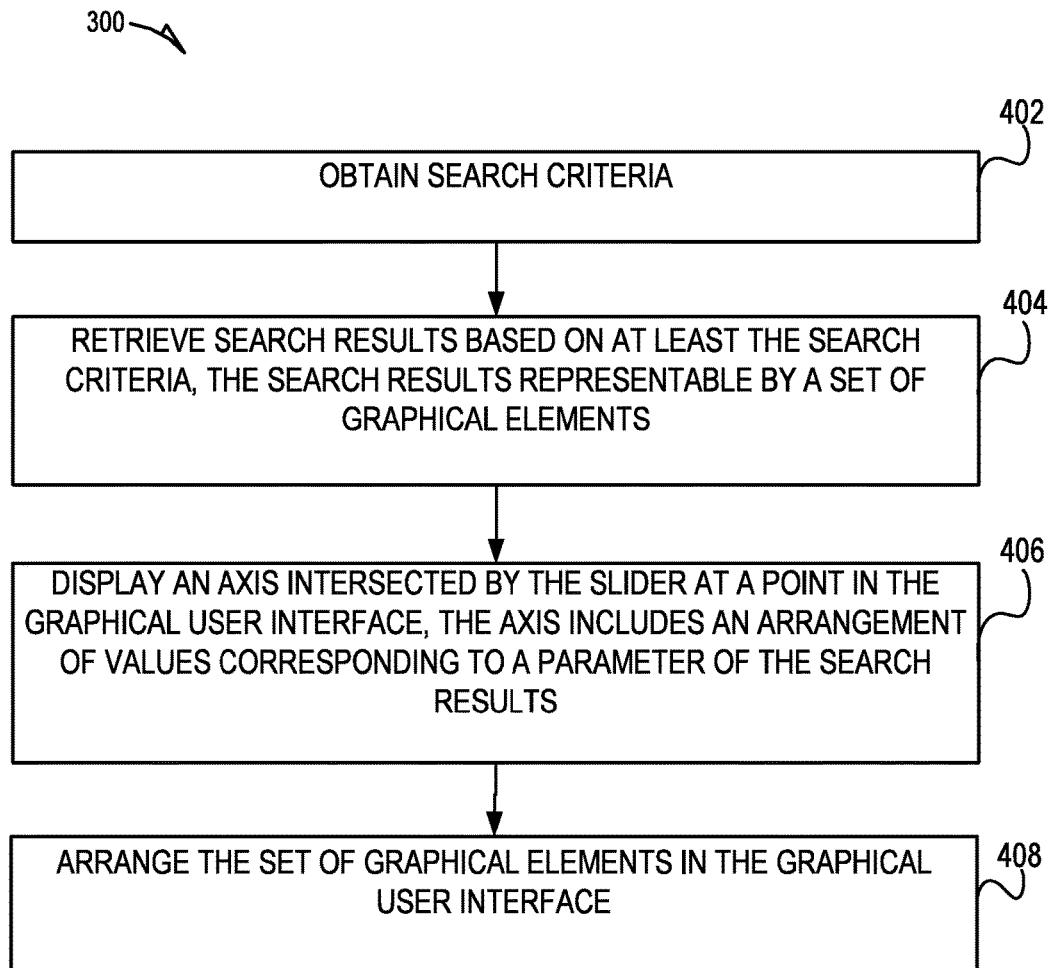 300
402
OBTAIN SEARCH CRITERIA
404
RETRIEVE SEARCH RESULTS BASED ON AT LEAST THE SEARCH
CRITERIA, THE SEARCH RESULTS REPRESENTABLE BY A SET OF
GRAPHICAL ELEMENTS
406
DISPLAY AN AXIS INTERSECTED BY THE SLIDER AT A POINT IN THE
GRAPHICAL USER INTERFACE, THE AXIS INCLUDES AN ARRANGEMENT
OF VALUES CORRESPONDING TO A PARAMETER OF THE SEARCH
RESULTS
408
ARRANGE THE SET OF GRAPHICAL ELEMENTS IN THE GRAPHICAL
USER INTERFACE